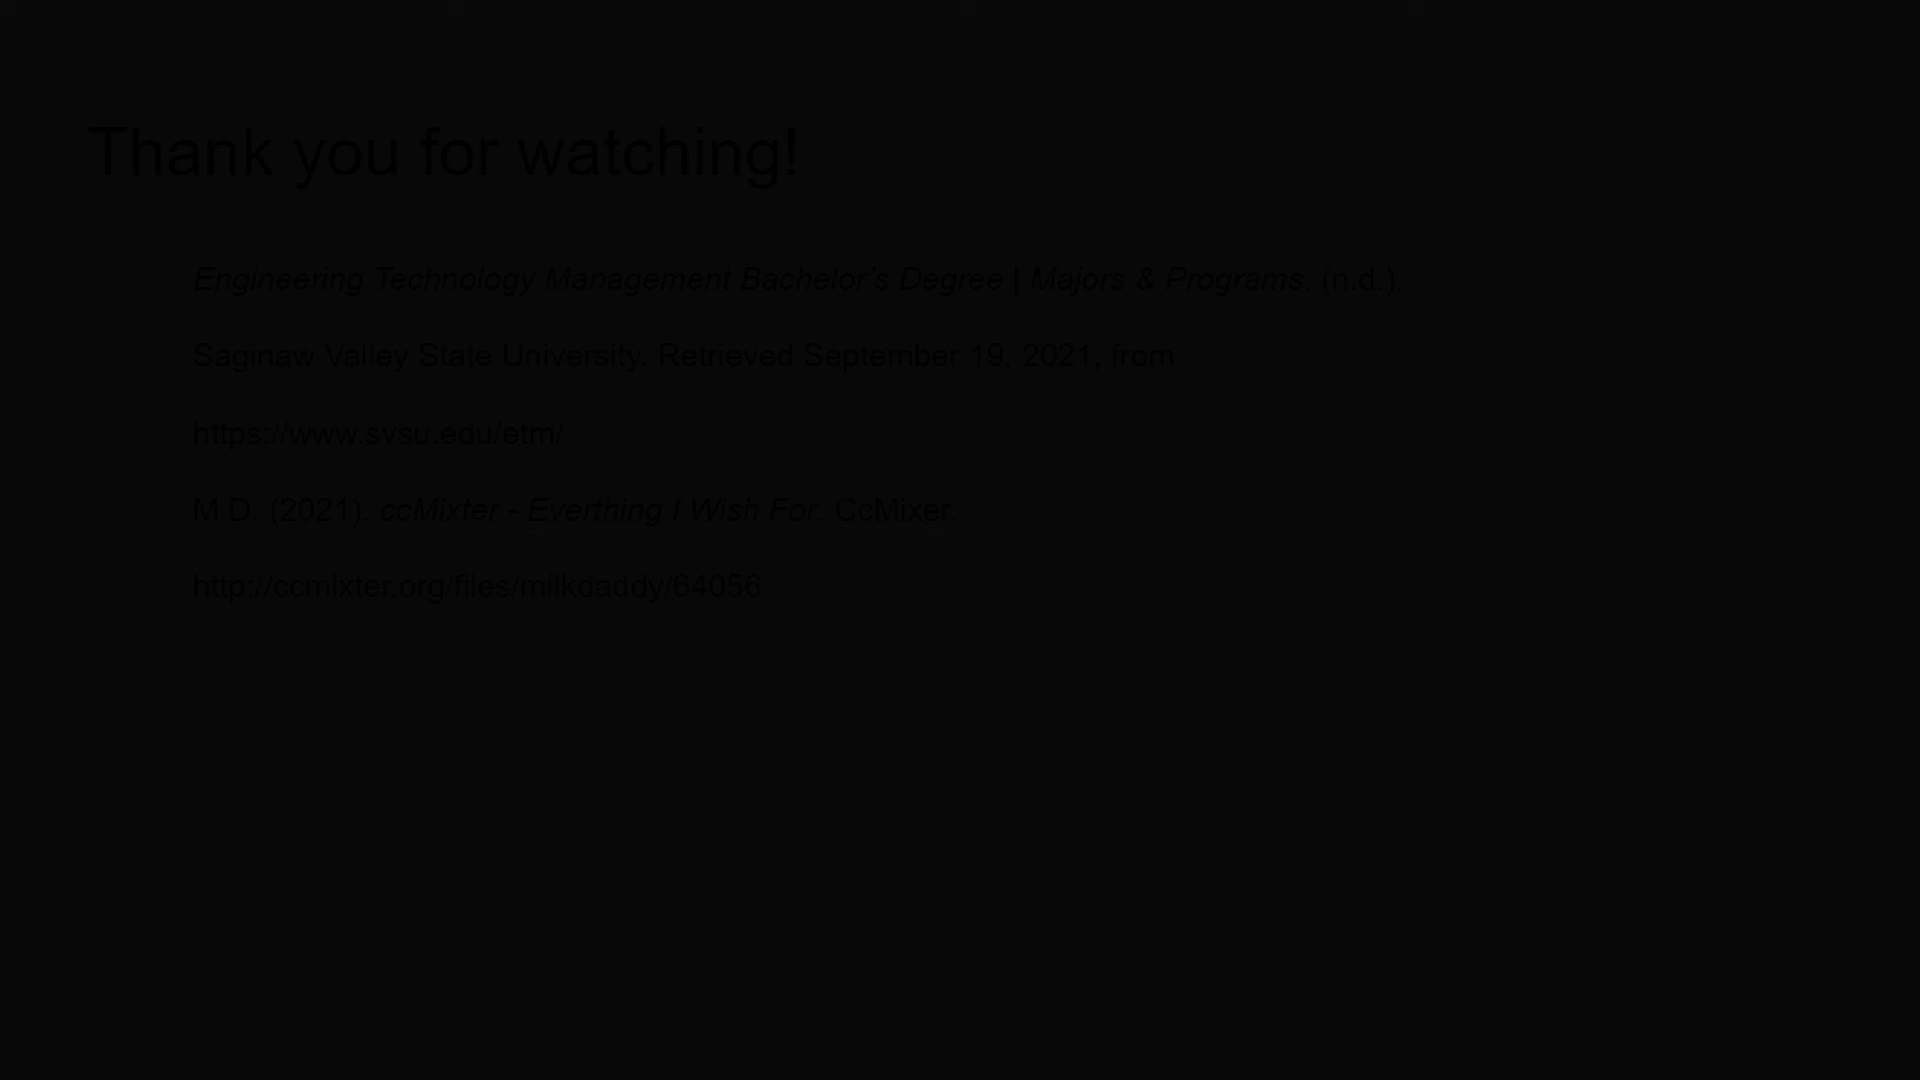 Thank you for watching!
Engineering Technology Management Bachelor's Degree | Majors & Programs. (n.d.).
Saginaw Valley State University. Retrieved September 19, 2021, from
https://www.svsu.edu/etm/
M.D. (2021). ccMixter - Everthing I Wish For. CcMixer.
http://ccmixter.org/files/milkdaddy/64056